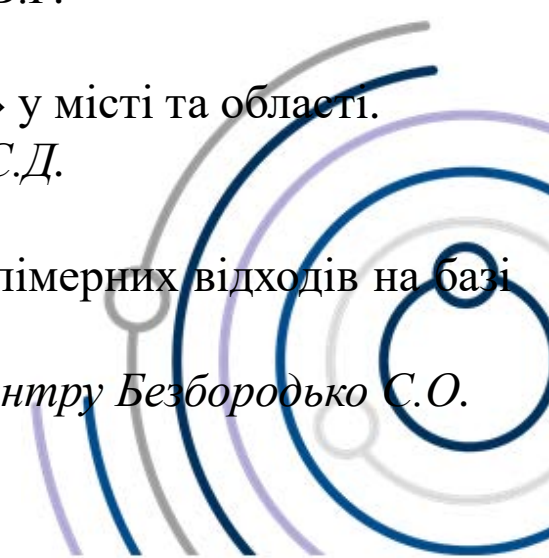 » у місті та області.
С.Д.
лімерних відходів на базі
нтру Безбородько С.О.